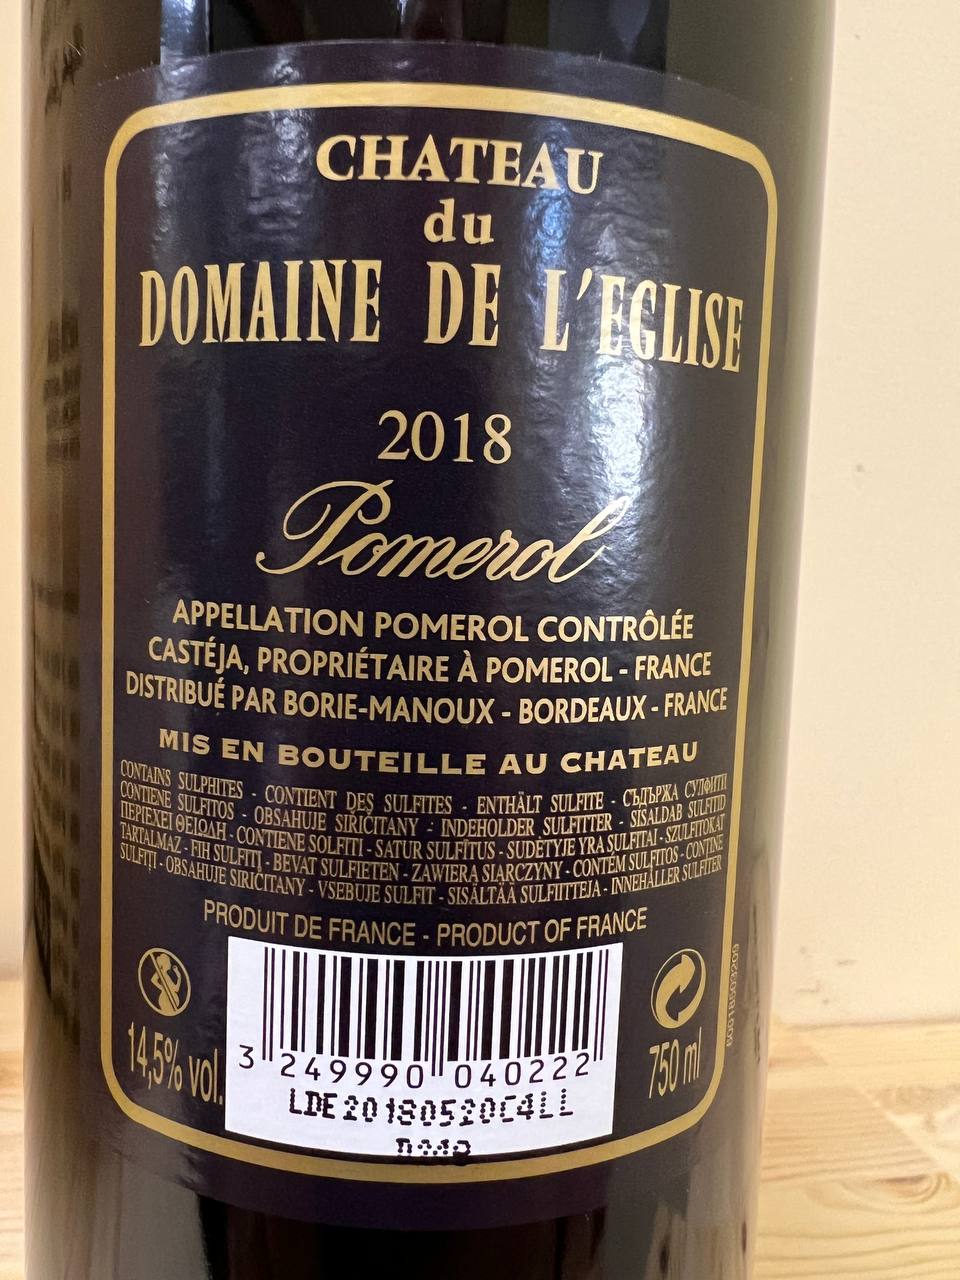 CHATEAU
du
DOMAINE DE L'EGLISE
2018
Pomerol
APPELLATION POMEROL CONTRÔLÉE
CASTÉJA, PROPRIÉTAIRE À POMEROL - FRANCE
DISTRIBUÉ PAR BORIE-MANOUX - BORDEAUX - FRANCE
MIS EN BOUTEILLE AU CHATEAU
CONTAINS SULPHITES - CONTIENT DES SULFITES - ENTHÄLT SULFITE - СЪДЪРЖА СУЛФИТИ
CONTIENE SULFITOS - OBSAHUJE SIŘIČITANY - INDEHOLDER SULFITTER - SISALDAB SULFITID
ΠΕΡΙΕΧΕΙ ΘΕΙΩΔΗ - CONTIENE SOLFITI - SATUR SULFĪTUS - SUDĖTYJE YRA SULFITAI - SZULFITOKAT
TARTALMAZ - FIH SULFITI - BEVAT SULFIETEN - ZAWIERA SIARCZYNY - CONTÉM SULFITOS - CONŢINE
SULFIŢI - OBSAHUJE SIRIČITANY - VSEBUJE SULFIT - SISÄLTÄÄ SULFIITTEJA - INNEHÅLLER SULFITER
PRODUIT DE FRANCE - PRODUCT OF FRANCE
14,5% vol.
3 249990 040222
750 ml
LDE20180520C4LL